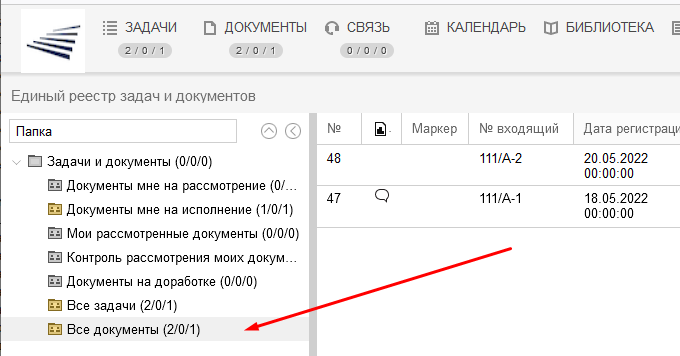 ЗАДАЧИ ДОКУМЕНТЫ СВЯЗЬ КАЛЕНДАРЬ БИБЛИОТЕКА
2 / 0 / 1 2 / 0 / 1 0 / 0 / 0
Единый реестр задач и документов
Папка
Задачи и документы (0/0/0)
Документы мне на рассмотрение (0/...
Документы мне на исполнение (1/0/1)
Мои рассмотренные документы (0/0/0)
Контроль рассмотрения моих докум...
Документы на доработке (0/0/0)
Все задачи (2/0/1)
Все документы (2/0/1)
№ Маркер № входящий Дата регистраци
48 111/А-2 20.05.2022
00:00:00
47 111/А-1 18.05.2022
00:00:00